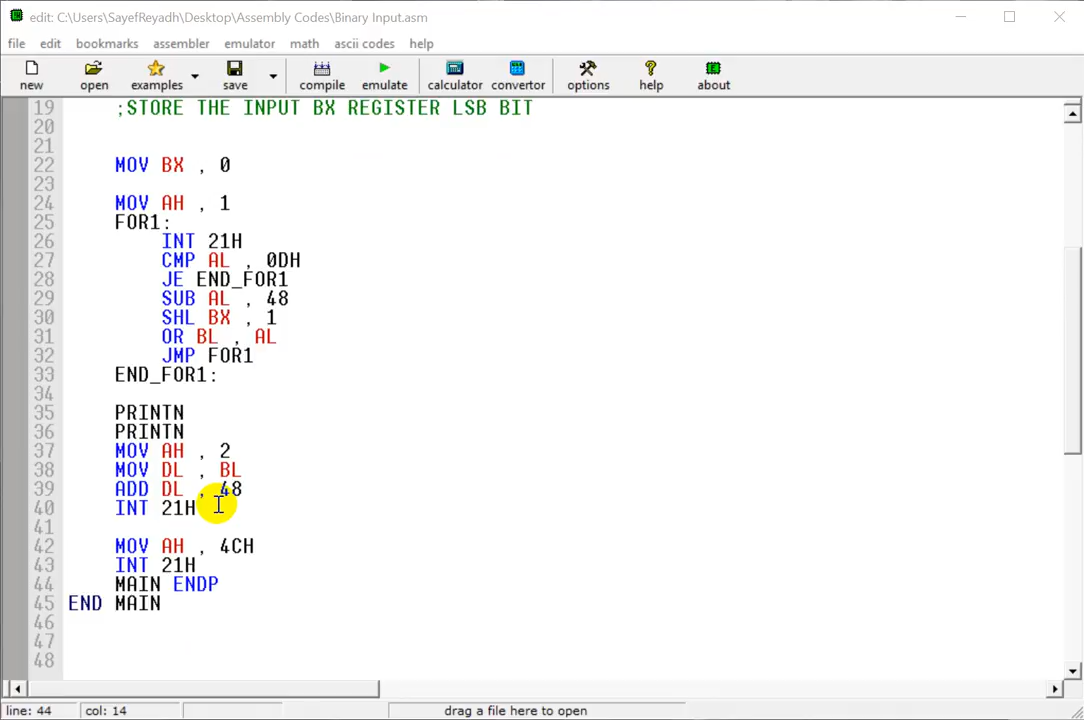 edit: C:\Users\SayefReyadh\Desktop\Assembly Codes\Binary Input.asm
file edit bookmarks assembler emulator math ascii codes help
new open examples save compile emulate calculator convertor options help about
19 ;STORE THE INPUT BX REGISTER LSB BIT
20
21
22 MOV BX , 0
23
24 MOV AH , 1
25 FOR1:
26 INT 21H
27 CMP AL , 0DH
28 JE END_FOR1
29 SUB AL , 48
30 SHL BX , 1
31 OR BL , AL
32 JMP FOR1
33 END_FOR1:
34
35 PRINTN
36 PRINTN
37 MOV AH , 2
38 MOV DL , BL
39 ADD DL , 48
40 INT 21H
41
42 MOV AH , 4CH
43 INT 21H
44 MAIN ENDP
45 END MAIN
46
47
48
line: 44 col: 14 drag a file here to open